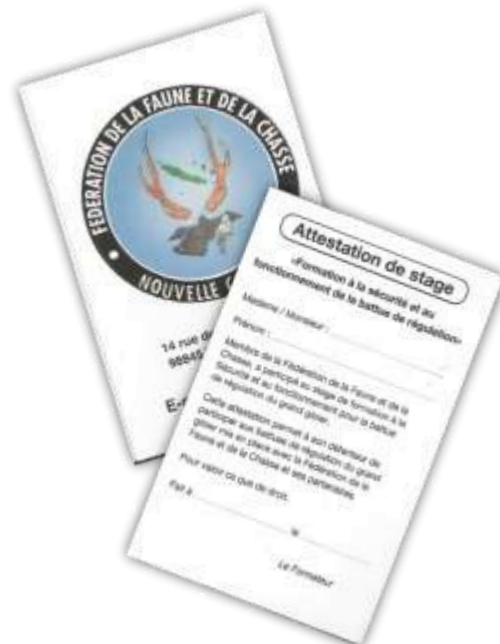 FEDERATION DE LA FAUNE ET DE LA CHASSE
NOUVELLE C
14 rue de
98845
E-
Attestation de stage
«Formation à la sécurité et au
fonctionnement de la battue de régulation»
Madame / Monsieur :
Prénom :
Membre de la Fédération de la Faune et de la
Chasse, a participé au stage de formation à la
Sécurité et au fonctionnement pour la battue
de régulation du grand gibier.
Cette attestation permet à son détenteur de
participer aux battues de régulation du grand
gibier mis en place avec la Fédération de la
Faune et de la Chasse et ses partenaires.
Pour valoir ce que de droit.
Fait à
le
Le Formateur